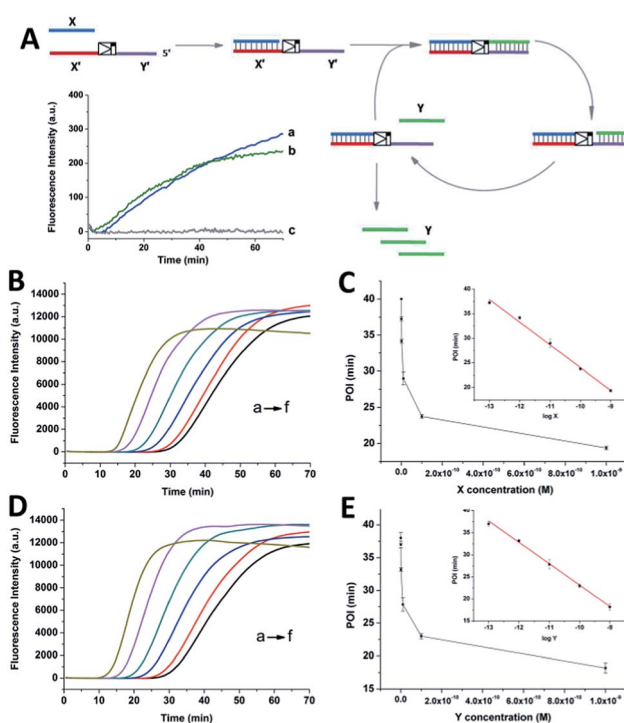 A
X
X'
Y'
5'
X'
Y'
Y
Y
Fluorescence Intensity (a.u.)
400
300
200
100
0
a
b
c
0 20 40 60
Time (min)
B
Fluorescence Intensity (a.u.)
14000
12000
10000
8000
6000
4000
2000
0
a→f
0 10 20 30 40 50 60 70
Time (min)
C
POI (min)
40
35
30
25
20
0.0 2.0x10⁻¹⁰ 4.0x10⁻¹⁰ 6.0x10⁻¹⁰ 8.0x10⁻¹⁰ 1.0x10⁻⁹
X concentration (M)
POI (min)
40
35
30
25
20
-13 -12 -11 -10 -9
log X
D
Fluorescence Intensity (a.u.)
14000
12000
10000
8000
6000
4000
2000
0
a→f
0 10 20 30 40 50 60 70
Time (min)
E
POI (min)
40
35
30
25
20
15
0.0 2.0x10⁻¹⁰ 4.0x10⁻¹⁰ 6.0x10⁻¹⁰ 8.0x10⁻¹⁰ 1.0x10⁻⁹
Y concentration (M)
POI (min)
40
35
30
25
20
15
-13 -12 -11 -10 -9
log Y